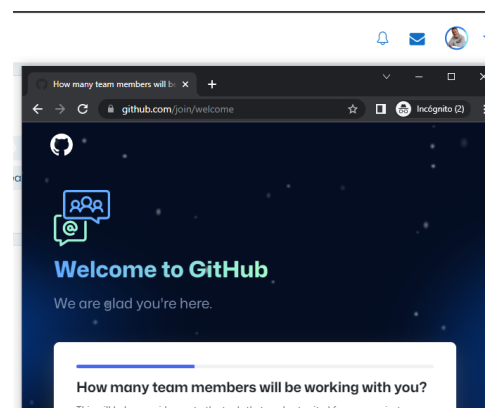 How many team members will be
github.com/join/welcome
Incógnito (2)
Welcome to GitHub
We are glad you're here.
How many team members will be working with you?